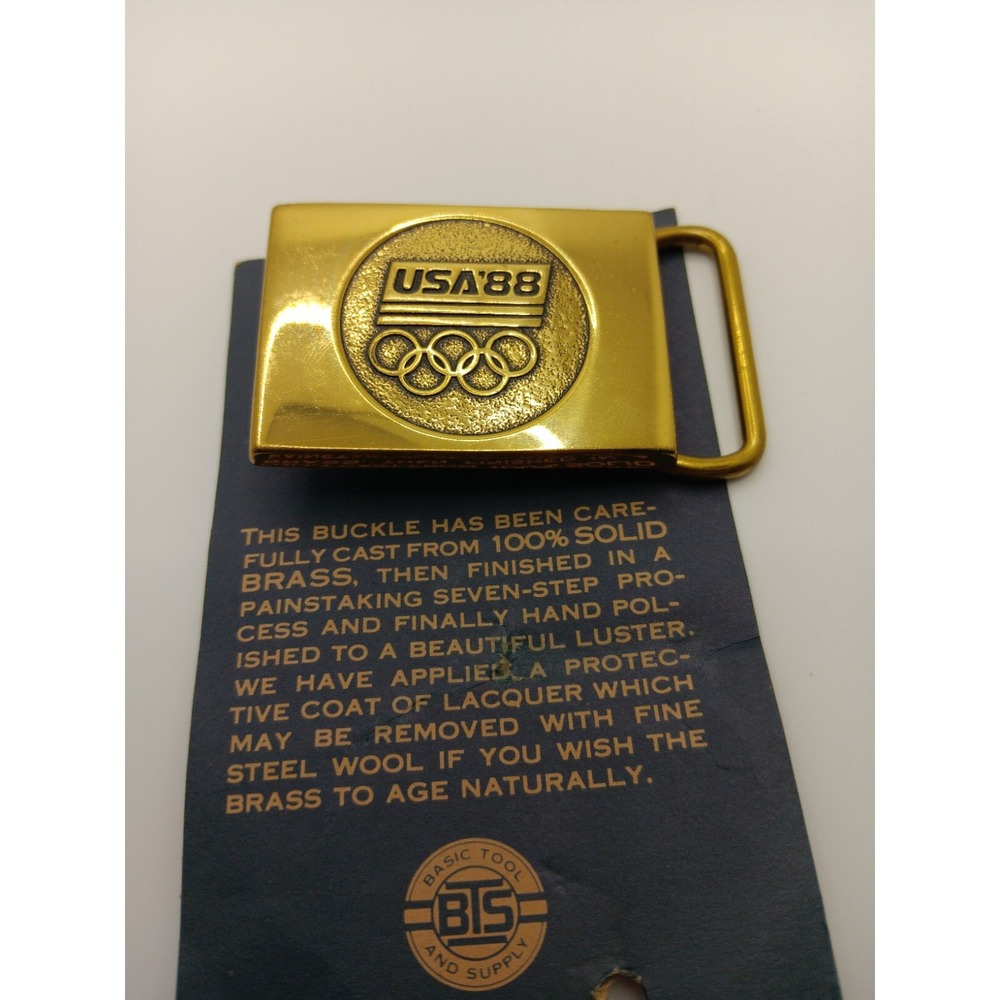 USA'88
THIS BUCKLE HAS BEEN CARE-
FULLY CAST FROM 100% SOLID
BRASS, THEN FINISHED IN A
PAINSTAKING SEVEN-STEP PRO-
CESS AND FINALLY HAND POL-
ISHED TO A BEAUTIFUL LUSTER.
WE HAVE APPLIED A PROTEC-
TIVE COAT OF LACQUER WHICH
MAY BE REMOVED WITH FINE
STEEL WOOL IF YOU WISH THE
BRASS TO AGE NATURALLY.
BASIC TOOL
BTS
AND SUPPLY